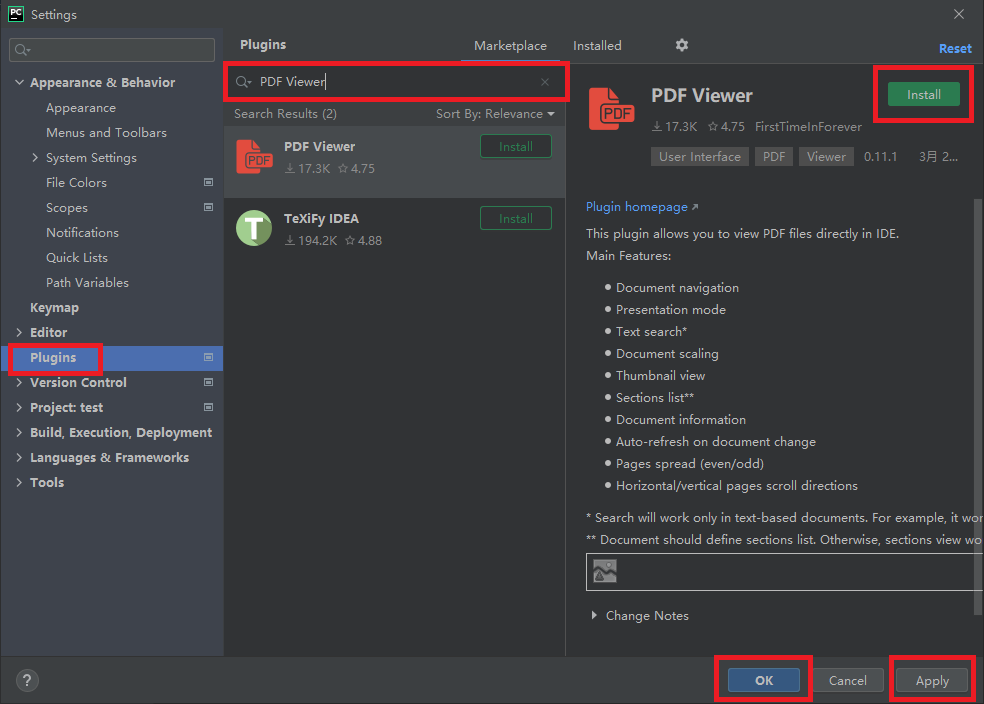 PC
Settings
Plugins
Marketplace
Installed
Reset
Appearance & Behavior
Appearance
Menus and Toolbars
System Settings
File Colors
Scopes
Notifications
Quick Lists
Path Variables
Keymap
Editor
Plugins
Version Control
Project: test
Build, Execution, Deployment
Languages & Frameworks
Tools
PDF Viewer
Search Results (2)
Sort By: Relevance
PDF
PDF Viewer
17.3K
4.75
Install
T
TeXiFy IDEA
194.2K
4.88
Install
PDF
PDF Viewer
Install
17.3K
4.75
FirstTimeInForever
User Interface
PDF
Viewer
0.11.1
3月 2...
Plugin homepage
This plugin allows you to view PDF files directly in IDE.
Main Features:
Document navigation
Presentation mode
Text search*
Document scaling
Thumbnail view
Sections list**
Document information
Auto-refresh on document change
Pages spread (even/odd)
Horizontal/vertical pages scroll directions
* Search will work only in text-based documents. For example, it wor
** Document should define sections list. Otherwise, sections view wo
Change Notes
?
OK
Cancel
Apply